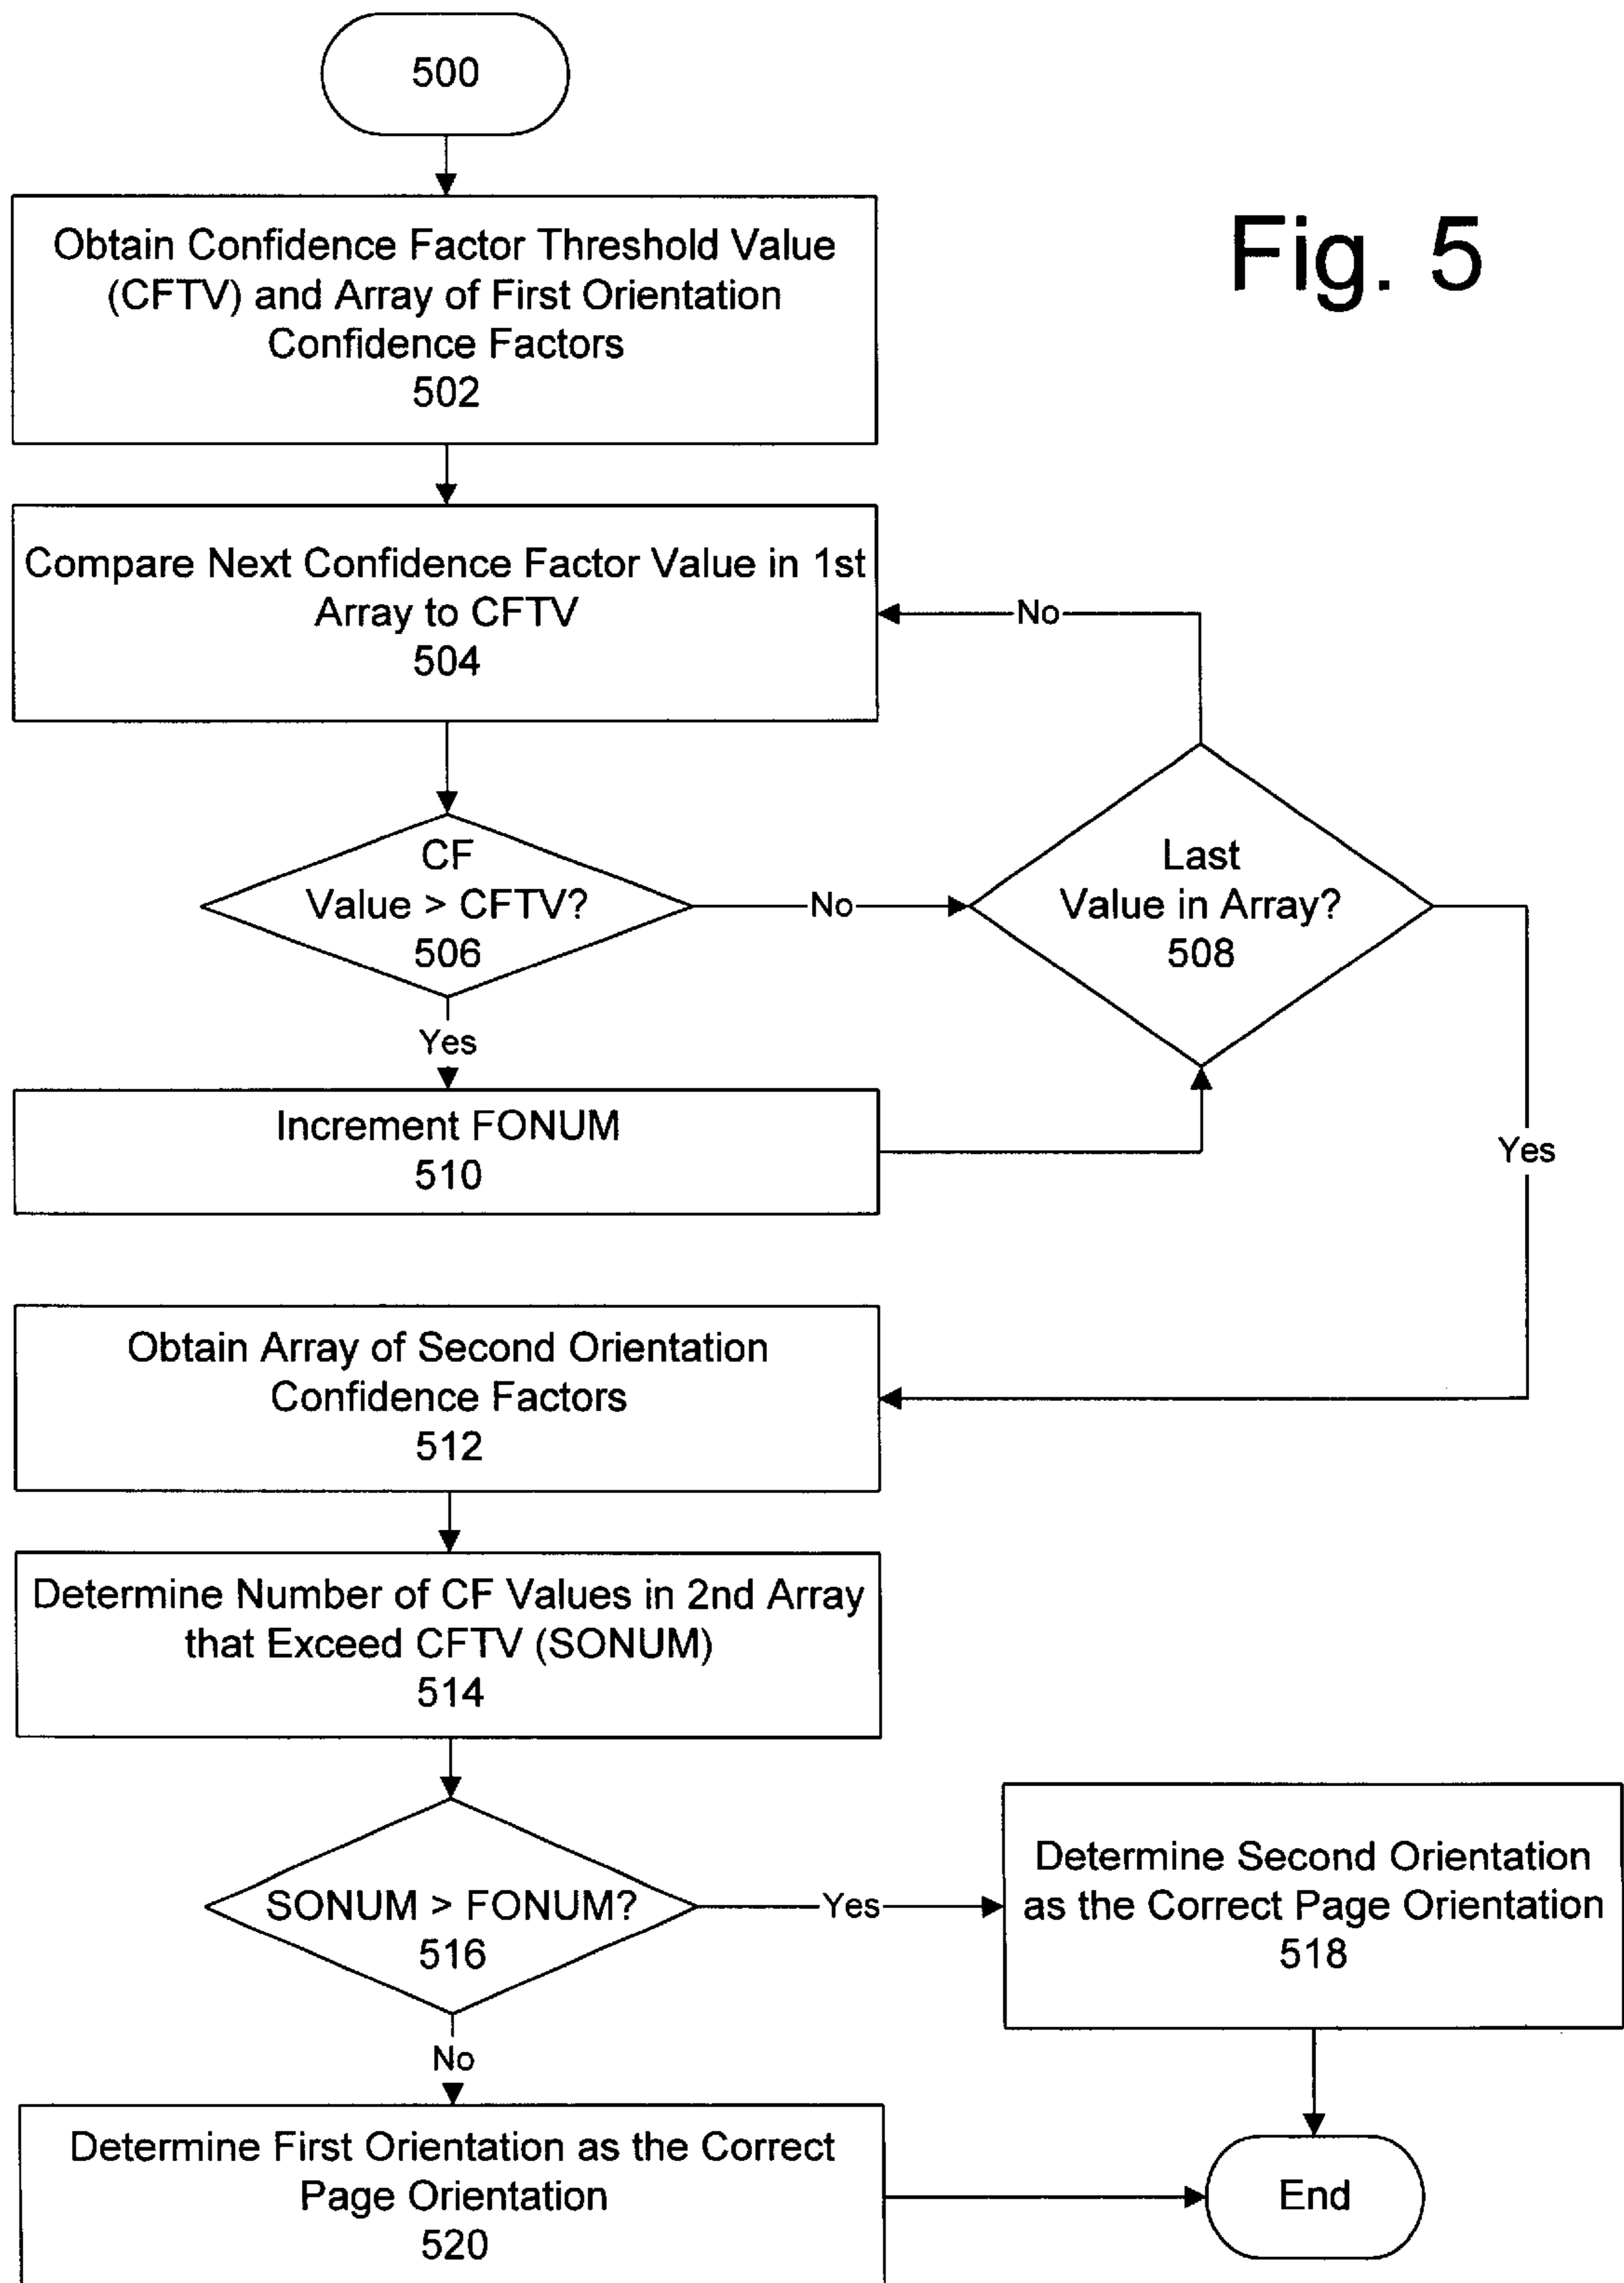 500
Fig. 5
Obtain Confidence Factor Threshold Value
(CFTV) and Array of First Orientation
Confidence Factors
502
Compare Next Confidence Factor Value in 1st
Array to CFTV
504
No
CF
Value > CFTV?
506
No
Last
Value in Array?
508
Yes
Increment FONUM
510
Yes
Obtain Array of Second Orientation
Confidence Factors
512
Determine Number of CF Values in 2nd Array
that Exceed CFTV (SONUM)
514
SONUM > FONUM?
516
Yes
Determine Second Orientation
as the Correct Page Orientation
518
No
Determine First Orientation as the Correct
Page Orientation
520
End